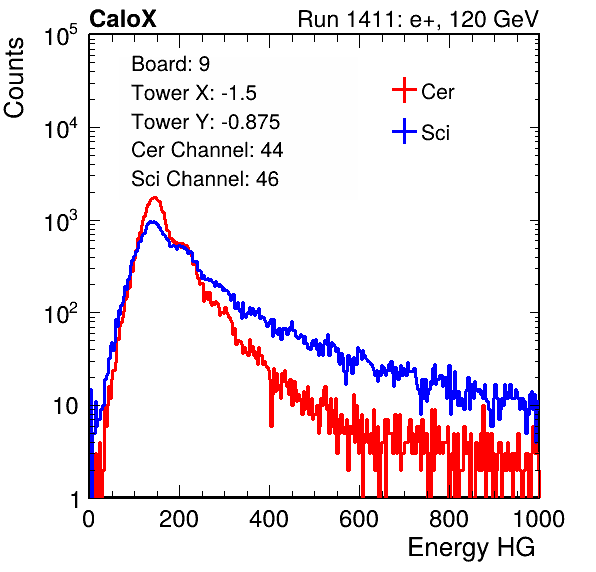 CaloX Run 1411: e+, 120 GeV
Counts
Board: 9
Tower X: -1.5
Tower Y: -0.875
Cer Channel: 44
Sci Channel: 46
Cer
Sci
10^5
10^4
10^3
10^2
10
1
0 200 400 600 800 1000
Energy HG